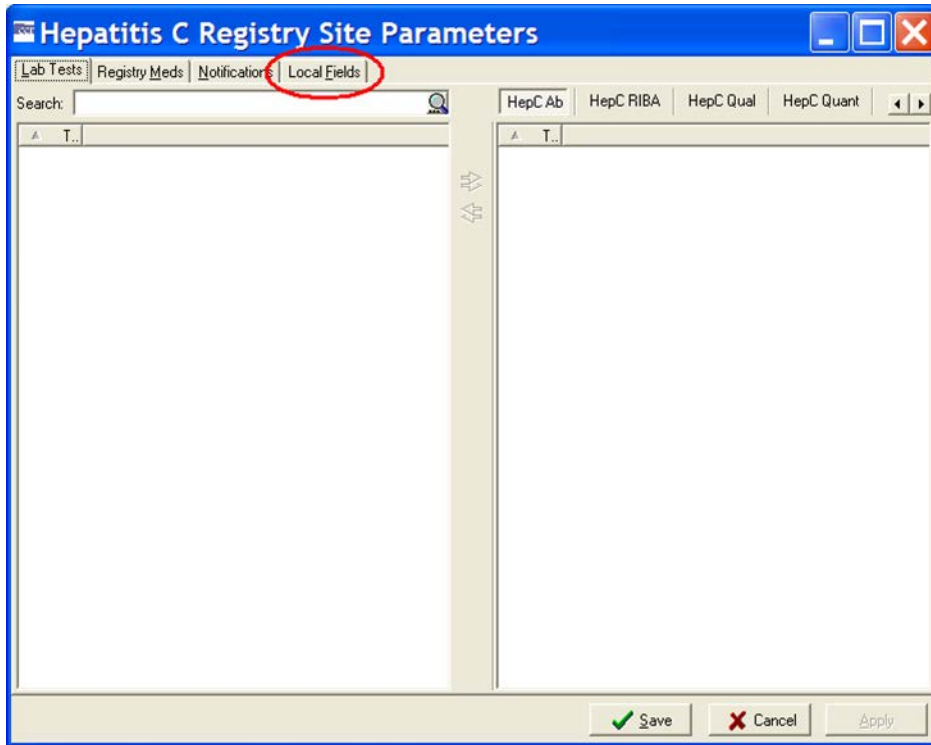 Hepatitis C Registry Site Parameters
Lab Tests Registry Meds Notifications Local Fields
Search: HepC Ab HepC RIBA HepC Qual HepC Quant
T.. T..
Save Cancel Apply